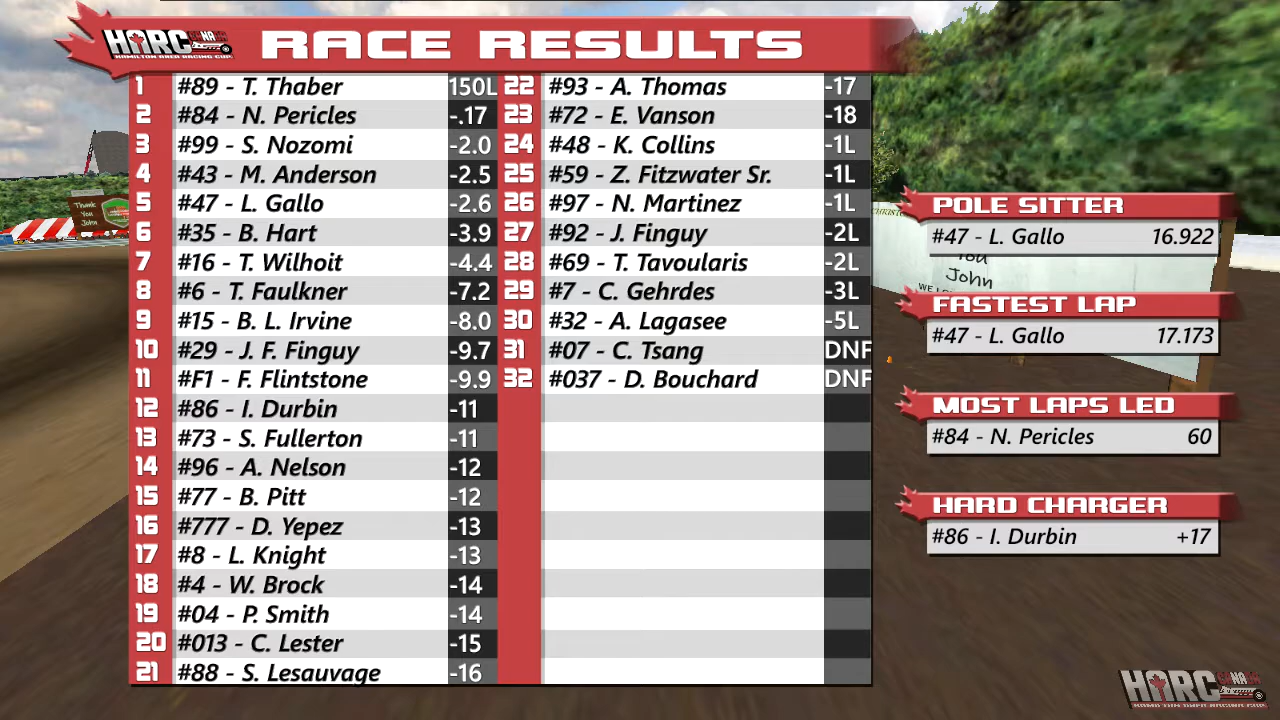 HARC CANADA
HAMILTON AREA RACING CUP
RACE RESULTS
1 #89 - T. Thaber 150L
2 #84 - N. Pericles -.17
3 #99 - S. Nozomi -2.0
4 #43 - M. Anderson -2.5
5 #47 - L. Gallo -2.6
6 #35 - B. Hart -3.9
7 #16 - T. Wilhoit -4.4
8 #6 - T. Faulkner -7.2
9 #15 - B. L. Irvine -8.0
10 #29 - J. F. Finguy -9.7
11 #F1 - F. Flintstone -9.9
12 #86 - I. Durbin -11
13 #73 - S. Fullerton -11
14 #96 - A. Nelson -12
15 #77 - B. Pitt -12
16 #777 - D. Yepez -13
17 #8 - L. Knight -13
18 #4 - W. Brock -14
19 #04 - P. Smith -14
20 #013 - C. Lester -15
21 #88 - S. Lesauvage -16
22 #93 - A. Thomas -17
23 #72 - E. Vanson -18
24 #48 - K. Collins -1L
25 #59 - Z. Fitzwater Sr. -1L
26 #97 - N. Martinez -1L
27 #92 - J. Finguy -2L
28 #69 - T. Tavoularis -2L
29 #7 - C. Gehrdes -3L
30 #32 - A. Lagasee -5L
31 #07 - C. Tsang DNF
32 #037 - D. Bouchard DNF
POLE SITTER
#47 - L. Gallo 16.922
FASTEST LAP
#47 - L. Gallo 17.173
MOST LAPS LED
#84 - N. Pericles 60
HARD CHARGER
#86 - I. Durbin +17
Thank
You
John
You
John
HARC